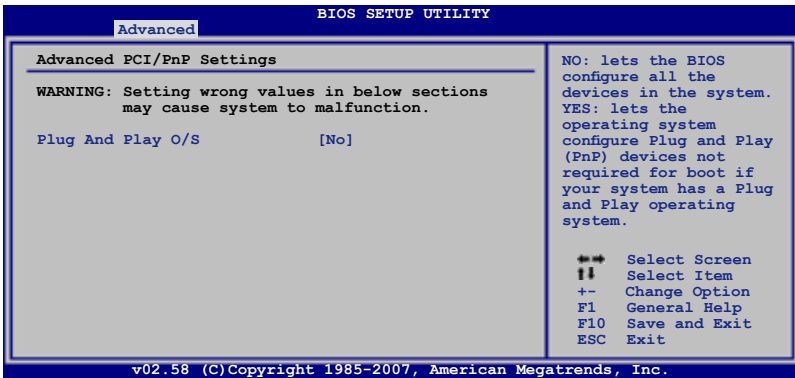 BIOS SETUP UTILITY
Advanced
Advanced PCI/PnP Settings
WARNING: Setting wrong values in below sections
may cause system to malfunction.
Plug And Play O/S [No]
NO: lets the BIOS
configure all the
devices in the system.
YES: lets the
operating system
configure Plug and Play
(PnP) devices not
required for boot if
your system has a Plug
and Play operating
system.
←→ Select Screen
↑↓ Select Item
+- Change Option
F1 General Help
F10 Save and Exit
ESC Exit
v02.58 (C)Copyright 1985-2007, American Megatrends, Inc.